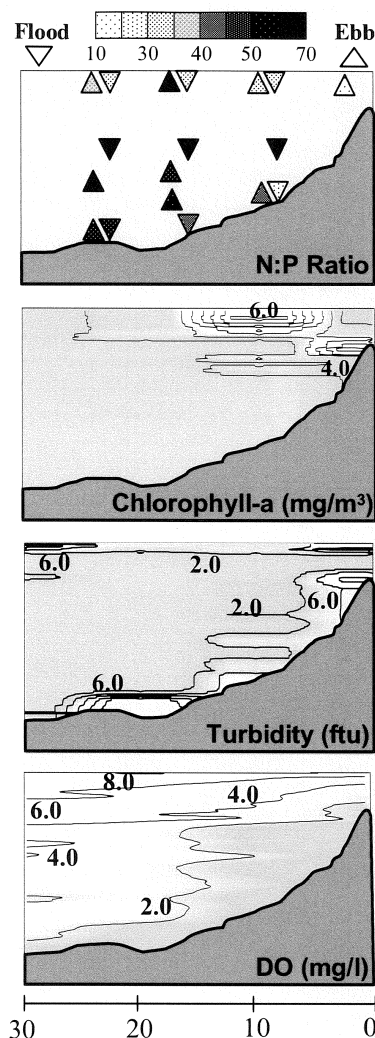 Flood
Ebb
10 20 30 40 50 70
N:P Ratio
6.0
4.0
Chlorophyll-a (mg/m³)
6.0 2.0
2.0
6.0
6.0
Turbidity (ftu)
8.0
4.0
6.0
4.0
2.0
DO (mg/l)
30 20 10 0